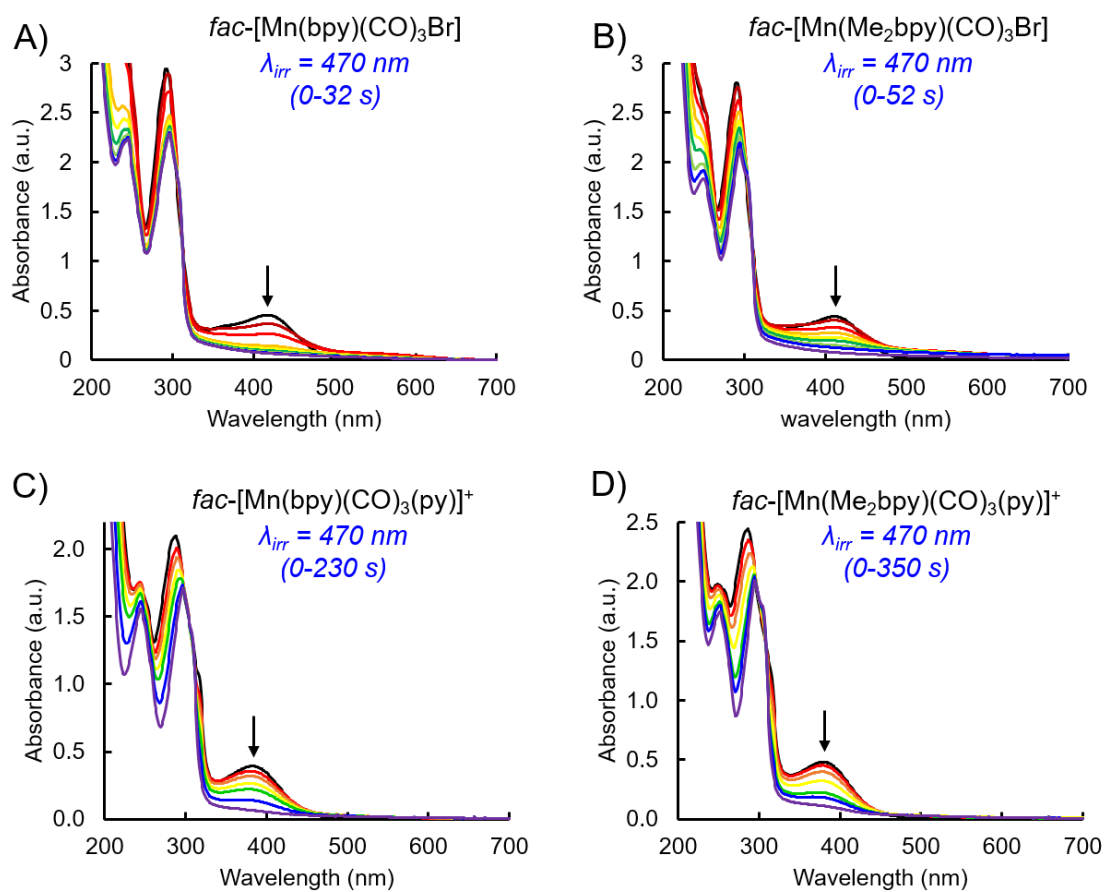 A)
fac-[Mn(bpy)(CO)₃Br]
λirr = 470 nm
(0-32 s)
Absorbance (a.u.)
3
2.5
2
1.5
1
0.5
0
200 300 400 500 600 700
Wavelength (nm)
B)
fac-[Mn(Me₂bpy)(CO)₃Br]
λirr = 470 nm
(0-52 s)
Absorbance (a.u.)
3
2.5
2
1.5
1
0.5
0
200 300 400 500 600 700
wavelength (nm)
C)
fac-[Mn(bpy)(CO)₃(py)]⁺
λirr = 470 nm
(0-230 s)
Absorbance (a.u.)
2.0
1.5
1.0
0.5
0.0
200 300 400 500 600 700
Wavelength (nm)
D)
fac-[Mn(Me₂bpy)(CO)₃(py)]⁺
λirr = 470 nm
(0-350 s)
Absorbance (a.u.)
2.5
2.0
1.5
1.0
0.5
0.0
200 300 400 500 600 700
Wavelength (nm)